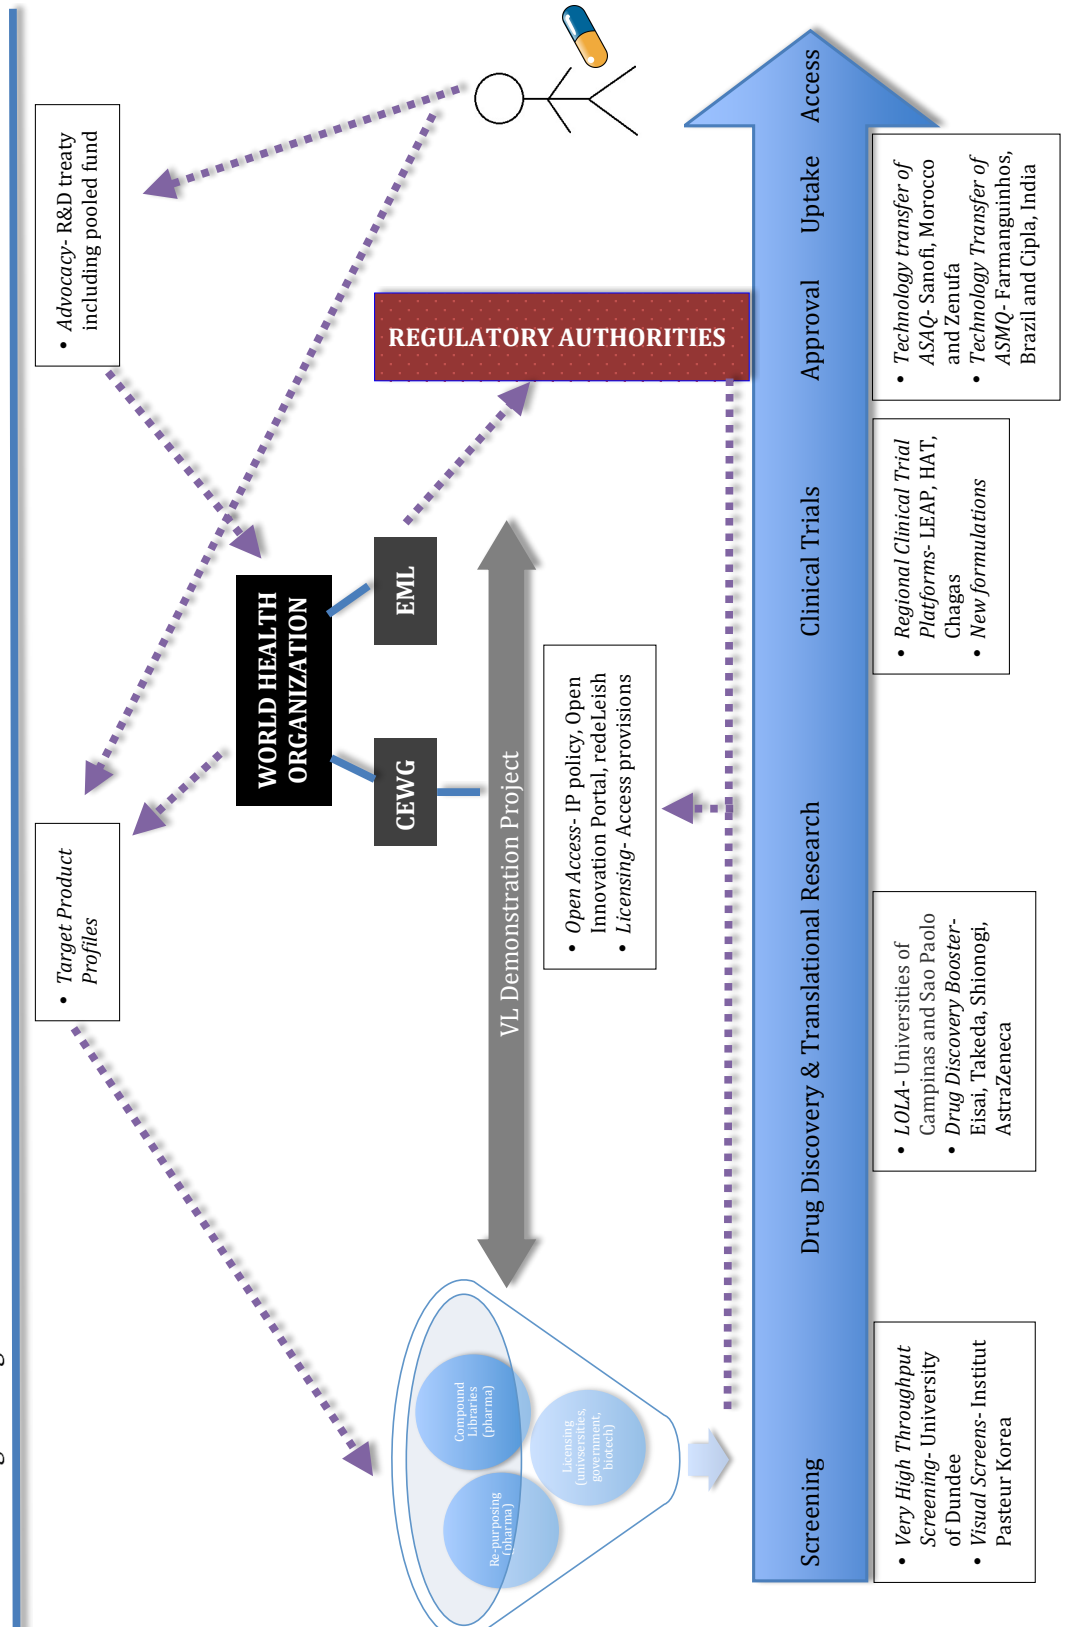 • Target Product
Profiles
• Advocacy- R&D treaty
including pooled fund
WORLD HEALTH
ORGANIZATION
CEWG
EML
REGULATORY AUTHORITIES
VL Demonstration Project
Re-purposing
(pharma)
Compound
Libraries
(pharma)
Licensing
(univsersities,
government,
biotech)
• Open Access- IP policy, Open
Innovation Portal, redeLeish
• Licensing- Access provisions
Screening
Drug Discovery & Translational Research
Clinical Trials
Approval
Uptake
Access
• Very High Throughput
Screening- University
of Dundee
• Visual Screens- Institut
Pasteur Korea
• LOLA- Universities of
Campinas and Sao Paolo
• Drug Discovery Booster-
Eisai, Takeda, Shionogi,
AstraZeneca
• Regional Clinical Trial
Platforms- LEAP, HAT,
Chagas
• New formulations
• Technology transfer of
ASAQ- Sanofi, Morocco
and Zenufa
• Technology Transfer of
ASMQ- Farmanguinhos,
Brazil and Cipla, India